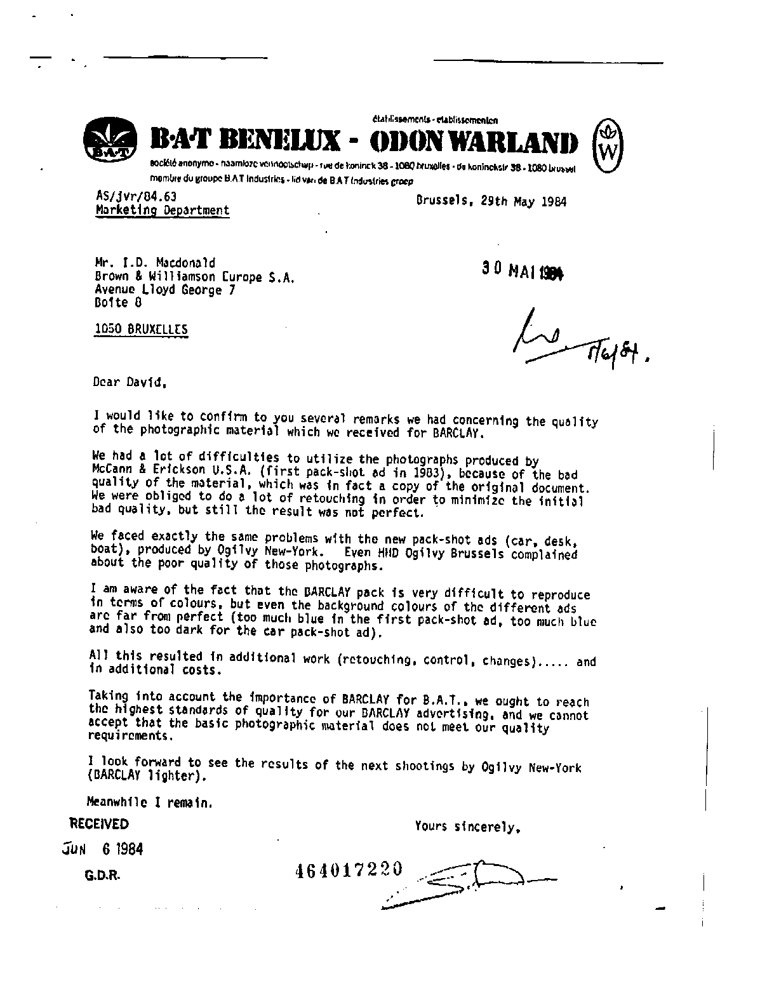 établissements - etablissementen
B·A·T BENELUX - ODON WARLAND
B·A·T
W
société anonyme - naamloze vennootschap - rue de koninck 38 - 1080 bruxelles - de koninckstr 38 - 1080 brussel
membre du groupe B.A.T Industries - lid van de B.A.T Industries groep
AS/jvr/84.63
Marketing Department
Brussels, 29th May 1984
Mr. I.D. Macdonald
Brown & Williamson Europe S.A.
Avenue Lloyd George 7
Boîte 8
1050 BRUXELLES
30 MAI 1984
/6/84.
Dear David,
I would like to confirm to you several remarks we had concerning the quality
of the photographic material which we received for BARCLAY.
We had a lot of difficulties to utilize the photographs produced by
McCann & Erickson U.S.A. (first pack-shot ad in 1983), because of the bad
quality of the material, which was in fact a copy of the original document.
We were obliged to do a lot of retouching in order to minimize the initial
bad quality, but still the result was not perfect.
We faced exactly the same problems with the new pack-shot ads (car, desk,
boat), produced by Ogilvy New-York. Even HHD Ogilvy Brussels complained
about the poor quality of those photographs.
I am aware of the fact that the BARCLAY pack is very difficult to reproduce
in terms of colours, but even the background colours of the different ads
are far from perfect (too much blue in the first pack-shot ad, too much blue
and also too dark for the car pack-shot ad).
All this resulted in additional work (retouching, control, changes)..... and
in additional costs.
Taking into account the importance of BARCLAY for B.A.T., we ought to reach
the highest standards of quality for our BARCLAY advertising, and we cannot
accept that the basic photographic material does not meet our quality
requirements.
I look forward to see the results of the next shootings by Ogilvy New-York
(BARCLAY lighter).
Meanwhile I remain.
RECEIVED
JUN 6 1984
G.D.R.
Yours sincerely,
464017220